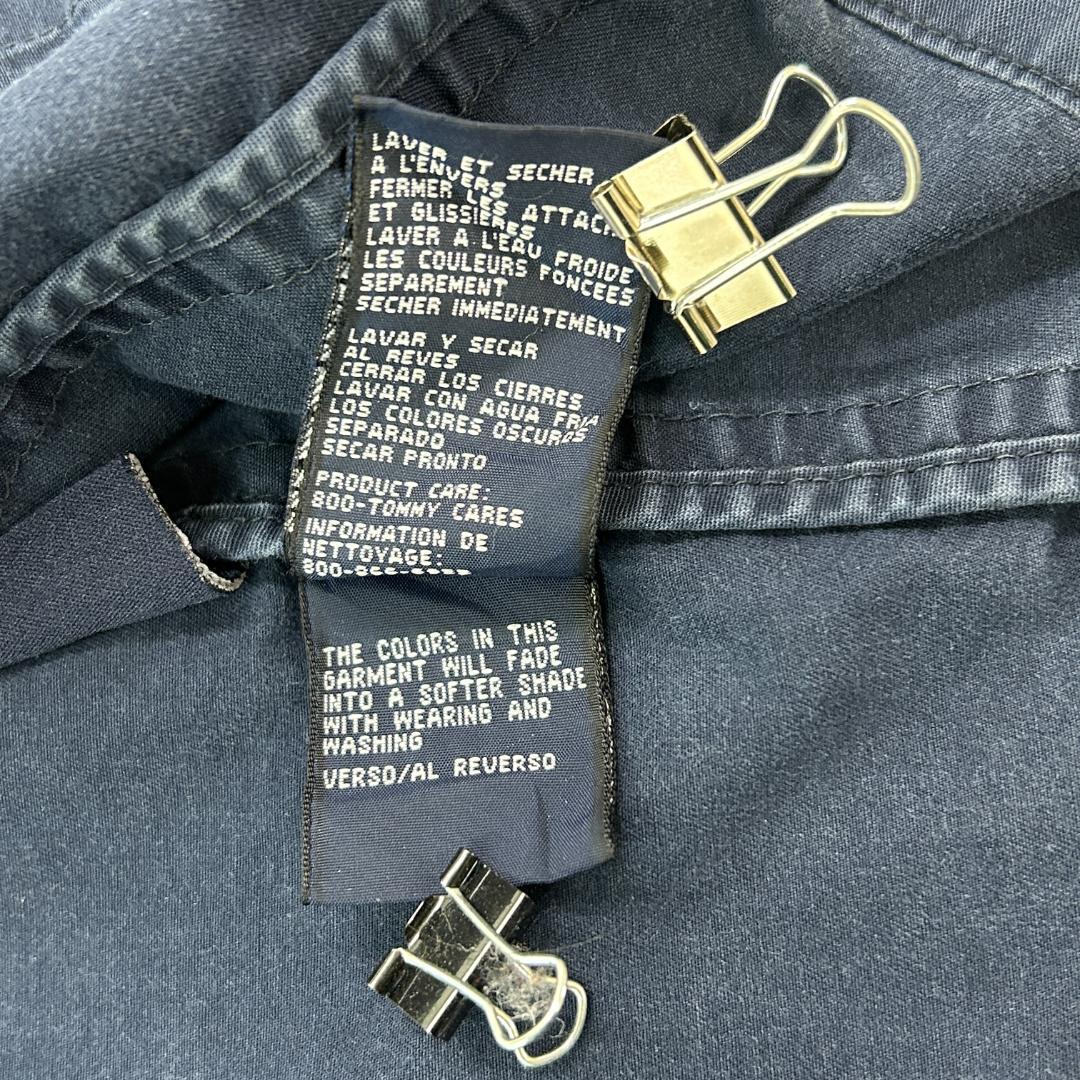 LAVER ET SECHER
A L'ENVERS
FERMER LES
ET GLISSIERES
LAVER A L'EAU FROIDE
LES COULEURS FONCEES
SEPAREMENT
SECHER IMMEDIATEMENT
LAVAR Y SECAR
AL REVES
CERRAR LOS CIERRES
LAVAR CON AGUA FRIA
LOS COLORES OSCUROS
SEPARADO
SECAR PRONTO
PRODUCT CARE:
800-TOMMY CARES
INFORMATION DE
NETTOYAGE:
THE COLORS IN THIS
GARMENT WILL FADE
INTO A SOFTER SHADE
WITH WEARING AND
WASHING
VERSO/AL REVERSO